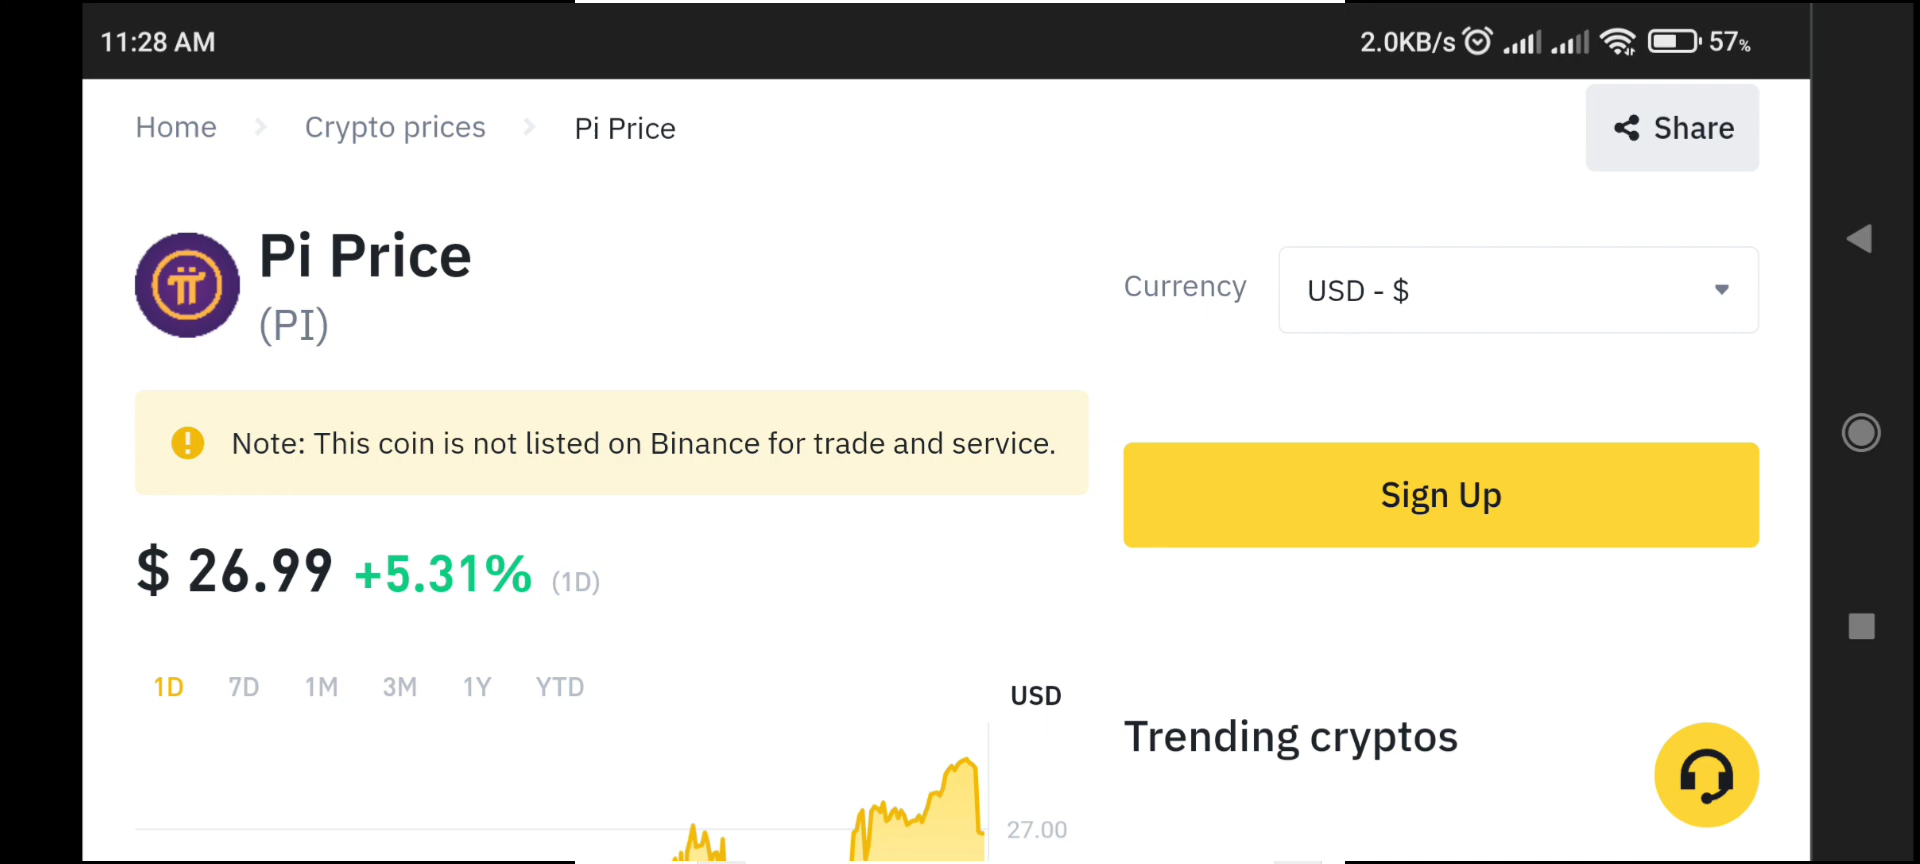 11:28 AM
2.0KB/s 57%
Home Crypto prices Pi Price
Share
Pi Price
(PI)
Currency USD - $
Note: This coin is not listed on Binance for trade and service.
Sign Up
$ 26.99 +5.31% (1D)
1D 7D 1M 3M 1Y YTD
USD
Trending cryptos
27.00